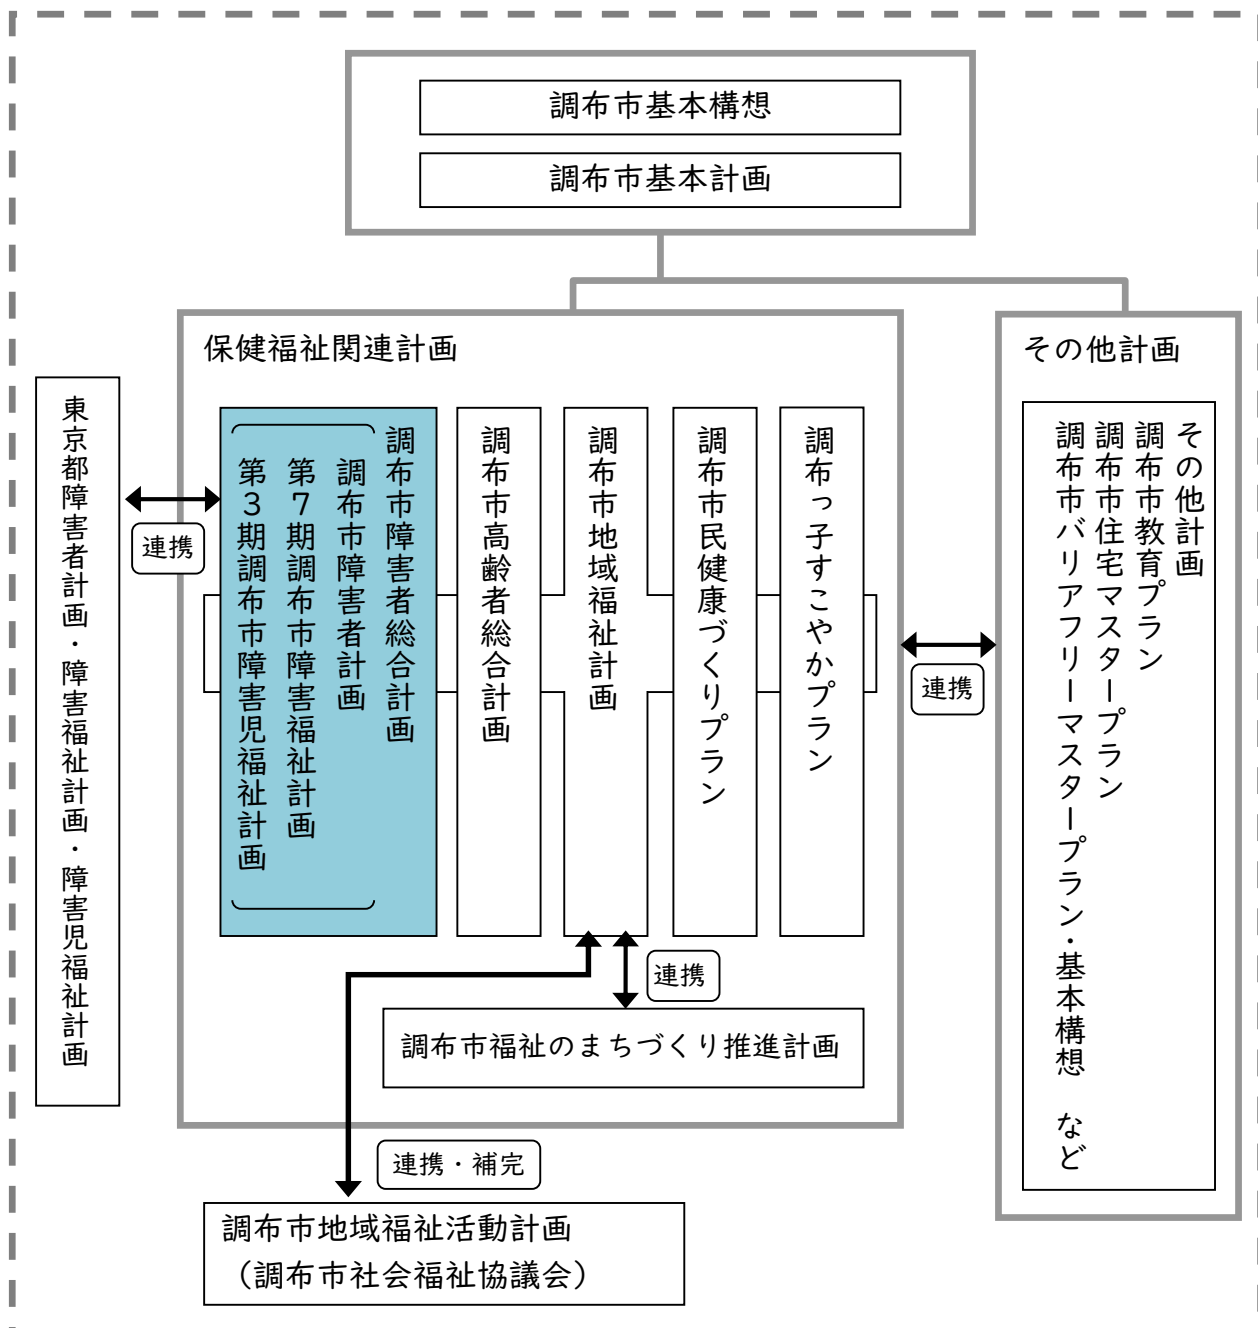 調布市基本構想
調布市基本計画
保健福祉関連計画
その他計画
東京都障害者計画・障害福祉計画・障害児福祉計画
連携
調布市障害者総合計画
調布市障害者計画
第7期調布市障害福祉計画
第3期調布市障害児福祉計画
調布市高齢者総合計画
調布市地域福祉計画
調布市民健康づくりプラン
調布っ子すこやかプラン
連携
その他計画
調布市教育プラン
調布市住宅マスタープラン
調布市バリアフリーマスタープラン・基本構想 など
連携
調布市福祉のまちづくり推進計画
連携・補完
調布市地域福祉活動計画
（調布市社会福祉協議会）